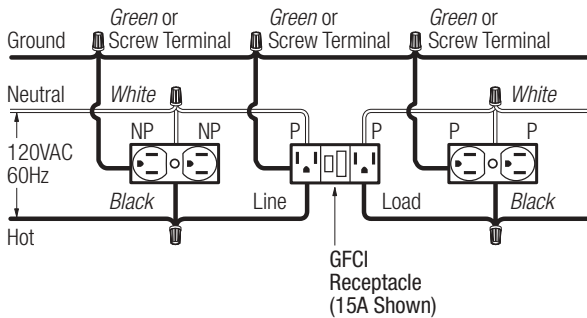 Green or
Screw Terminal
Green or
Screw Terminal
Green or
Screw Terminal
Ground
Neutral
White
White
NP
NP
P
P
P
P
120VAC
60Hz
Black
Line
Load
Black
Hot
GFCI
Receptacle
(15A Shown)